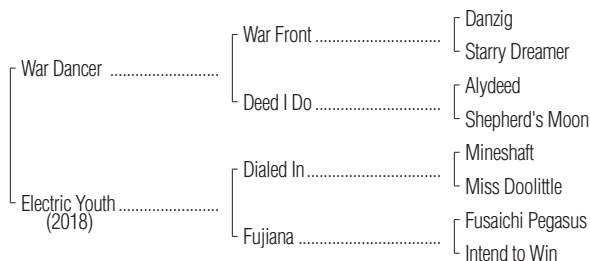 Danzig
War Front ................................
Starry Dreamer
War Dancer ............................
Alydeed
Deed I Do ................................
Shepherd's Moon
Mineshaft
Dialed In ..................................
Miss Doolittle
Electric Youth ..........................
(2018)
Fusaichi Pegasus
Fujiana ....................................
Intend to Win